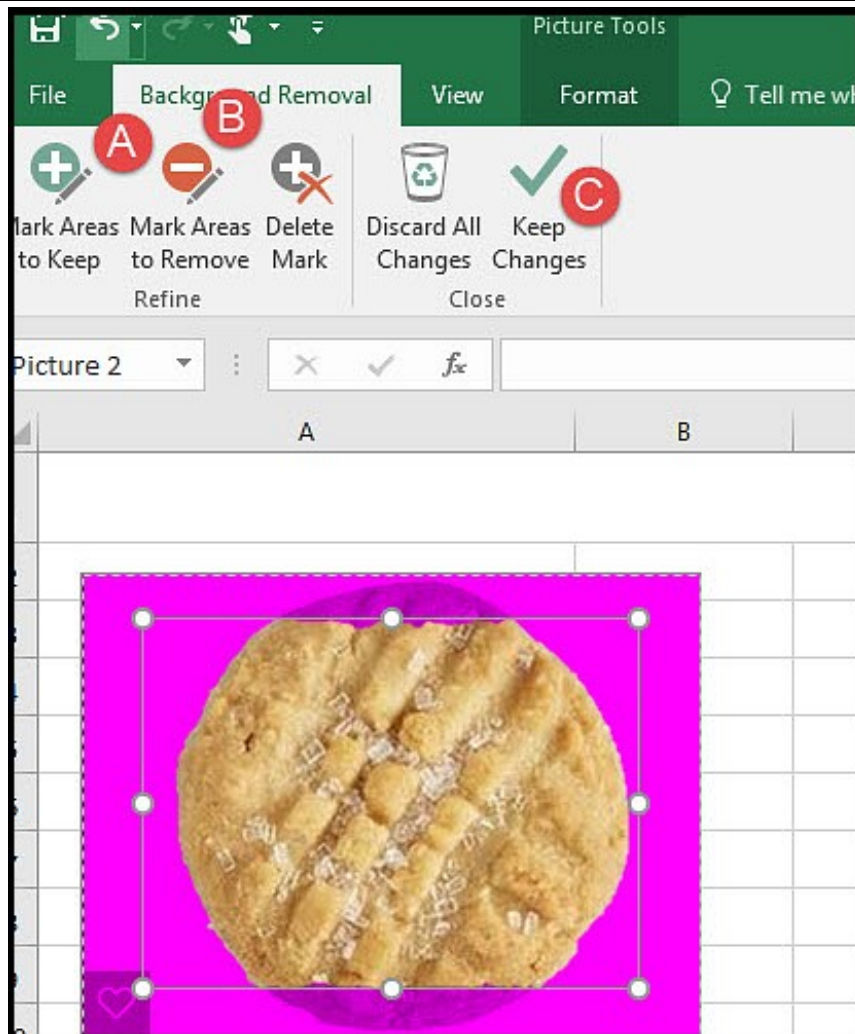 Picture Tools
File Background Removal View Format Tell me wh
A B C
Mark Areas Mark Areas Delete Discard All Keep
to Keep to Remove Mark Changes Changes
Refine Close
Picture 2 fx
A B